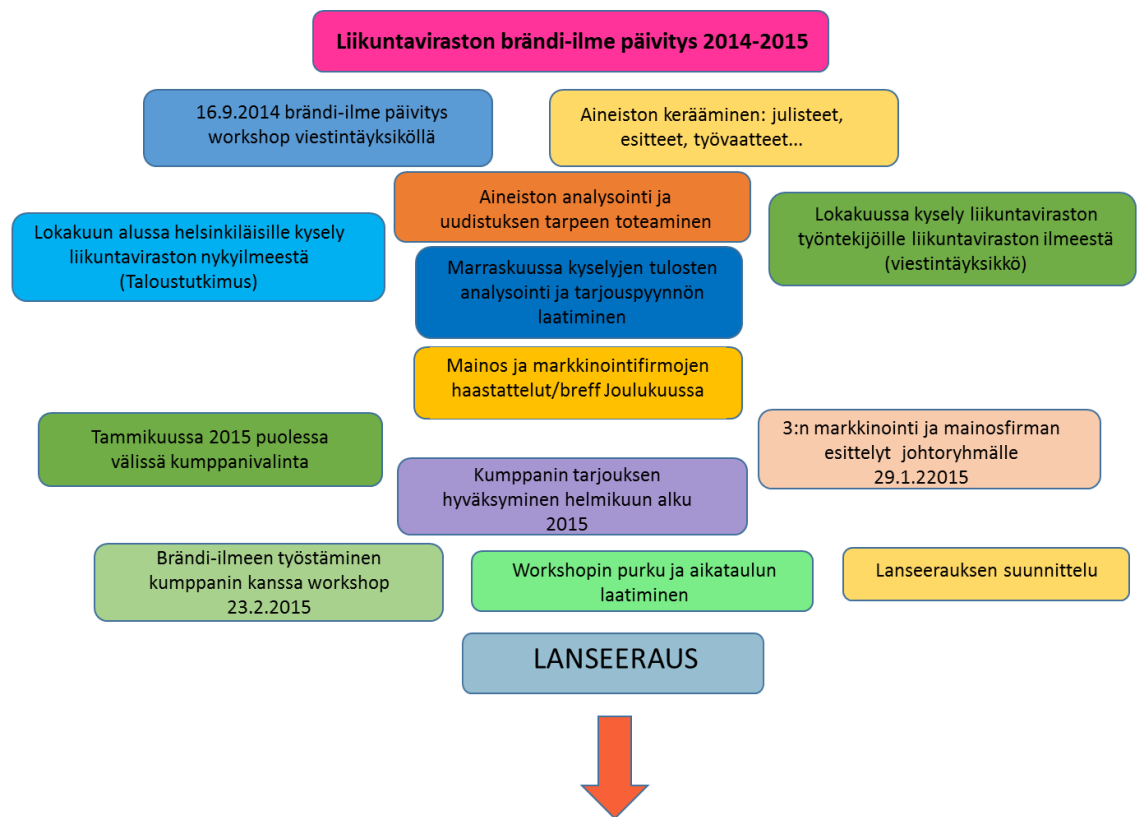 Liikuntaviraston brändi-ilme päivitys 2014-2015
16.9.2014 brändi-ilme päivitys
workshop viestintäyksiköllä
Aineiston kerääminen: julisteet,
esitteet, työvaatteet...
Aineiston analysointi ja
uudistuksen tarpeen toteaminen
Lokakuun alussa helsinkiläisille kysely
liikuntaviraston nykyilmeestä
(Taloustutkimus)
Lokakuussa kysely liikuntaviraston
työntekijöille liikuntaviraston ilmeestä
(viestintäyksikkö)
Marraskuussa kyselyjen tulosten
analysointi ja tarjouspyynnön
laatiminen
Mainos ja markkinointifirmojen
haastattelut/breff Joulukuussa
Tammikuussa 2015 puolessa
välissä kumppanivalinta
3:n markkinointi ja mainosfirman
esittelyt johtoryhmälle
29.1.22015
Kumppanin tarjouksen
hyväksyminen helmikuun alku
2015
Brändi-ilmeen työstäminen
kumppanin kanssa workshop
23.2.2015
Workshopin purku ja aikataulun
laatiminen
Lanseerauksen suunnittelu
LANSEERAUS